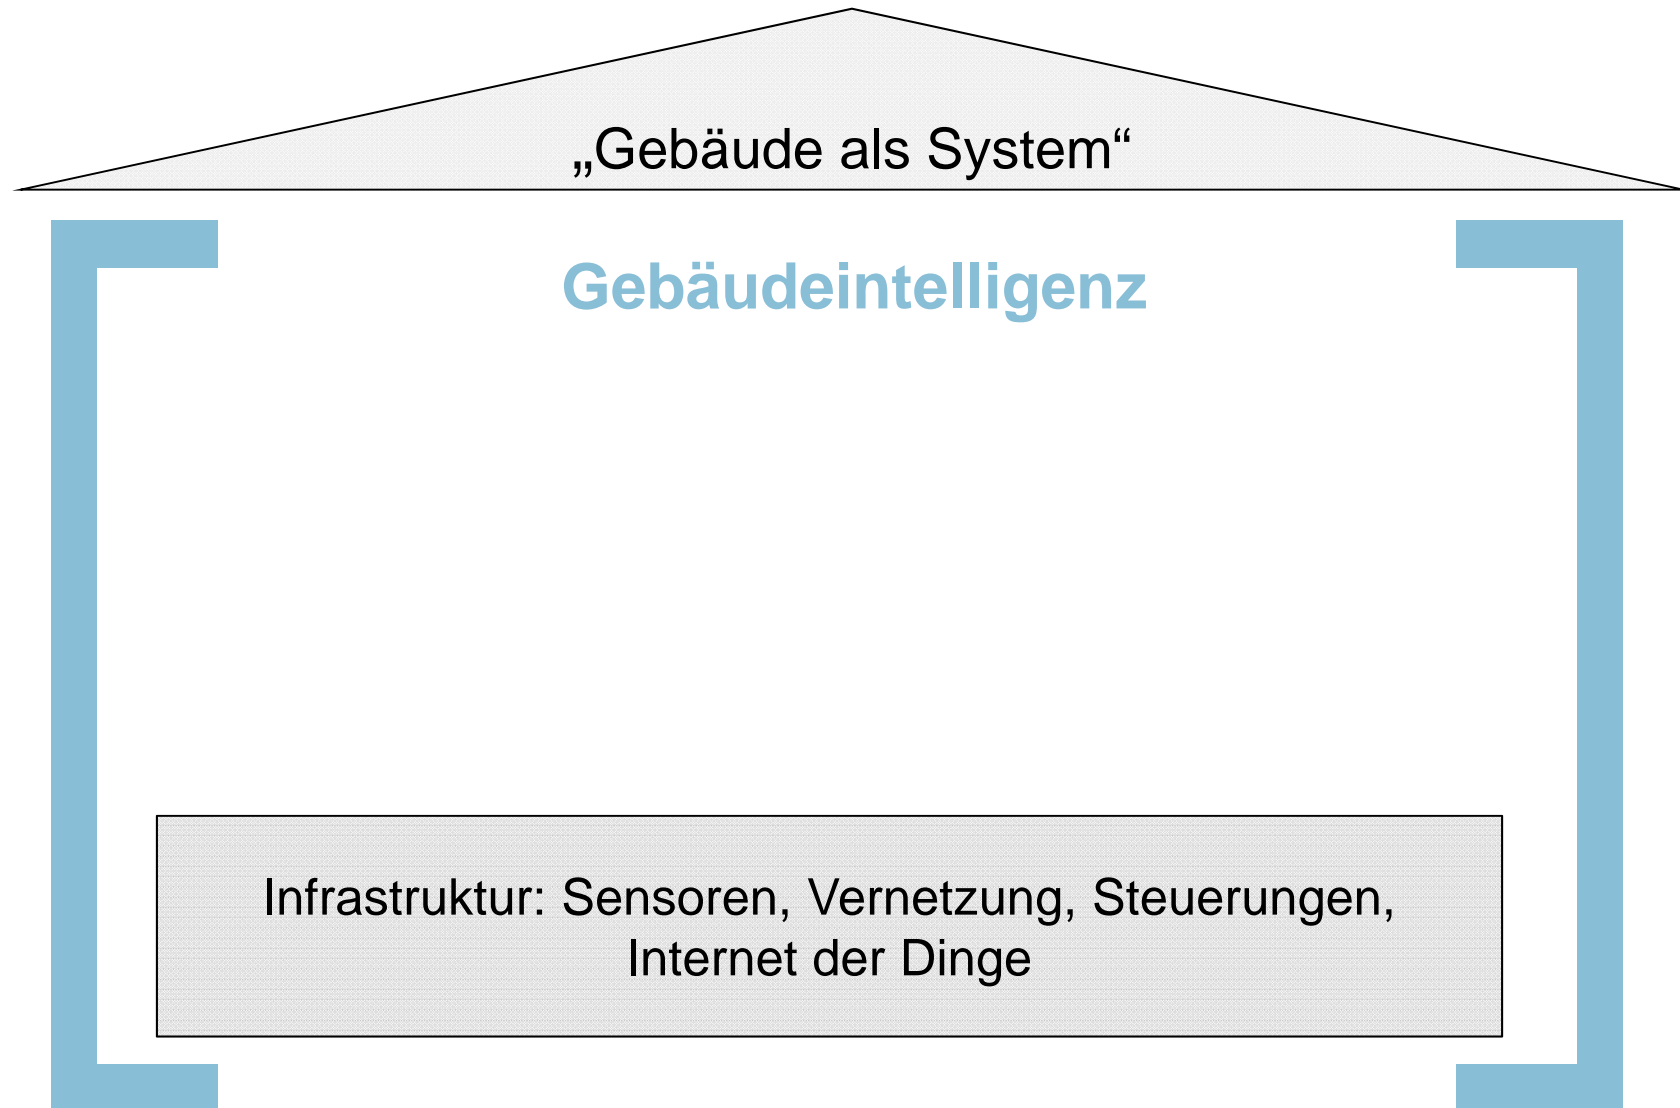 „Gebäude als System“
Gebäudeintelligenz
Infrastruktur: Sensoren, Vernetzung, Steuerungen,
Internet der Dinge